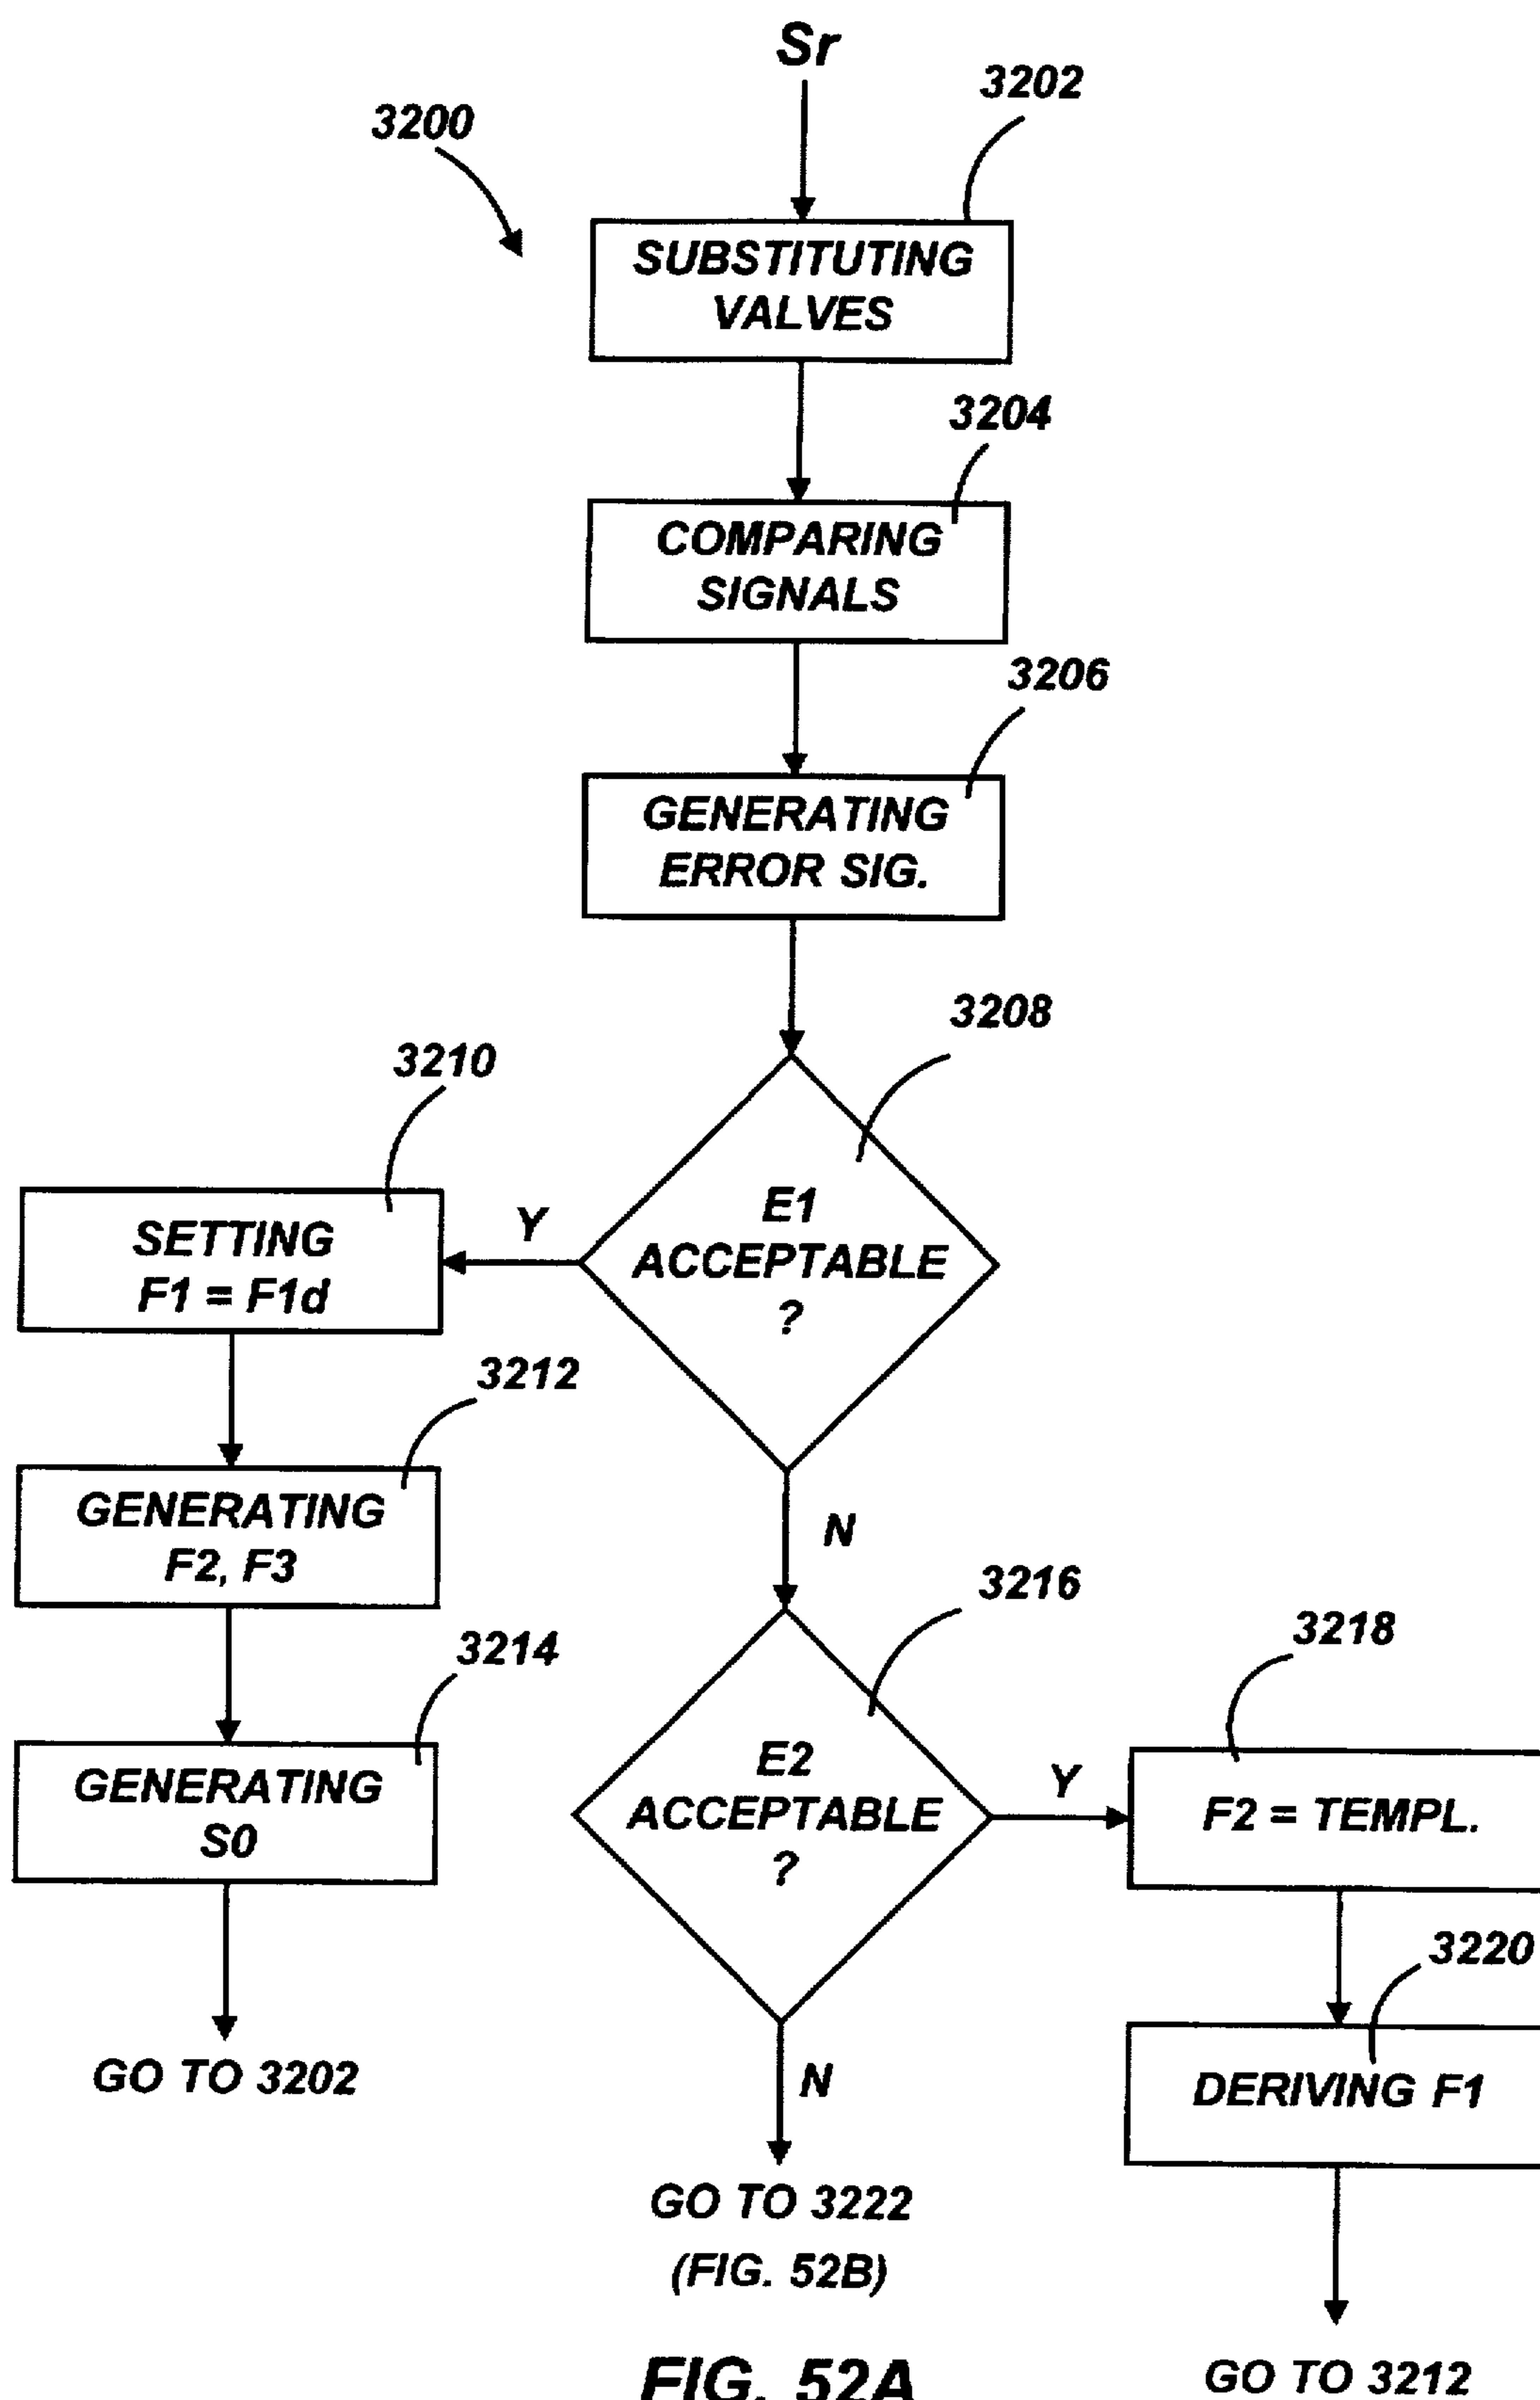 Sr
3202
3200
SUBSTITUTING
VALVES
3204
COMPARING
SIGNALS
3206
GENERATING
ERROR SIG.
3208
E1
ACCEPTABLE
?
Y
3210
SETTING
F1 = F1d
3212
GENERATING
F2, F3
3214
GENERATING
S0
GO TO 3202
N
3216
E2
ACCEPTABLE
?
Y
3218
F2 = TEMPL.
3220
DERIVING F1
GO TO 3212
N
GO TO 3222
(FIG. 52B)
FIG. 52A